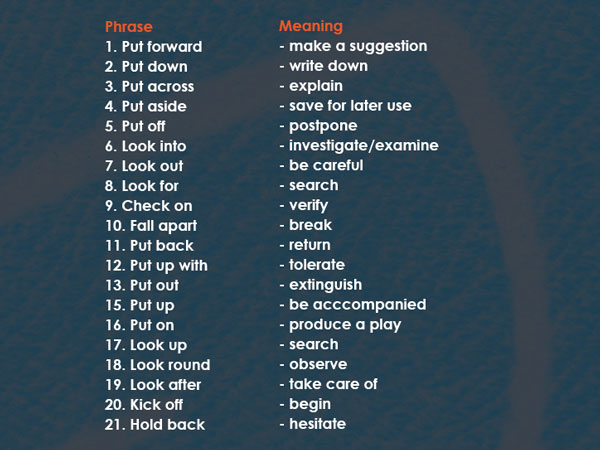 Phrase Meaning
1. Put forward - make a suggestion
2. Put down - write down
3. Put across - explain
4. Put aside - save for later use
5. Put off - postpone
6. Look into - investigate/examine
7. Look out - be careful
8. Look for - search
9. Check on - verify
10. Fall apart - break
11. Put back - return
12. Put up with - tolerate
13. Put out - extinguish
15. Put up - be acccompanied
16. Put on - produce a play
17. Look up - search
18. Look round - observe
19. Look after - take care of
20. Kick off - begin
21. Hold back - hesitate